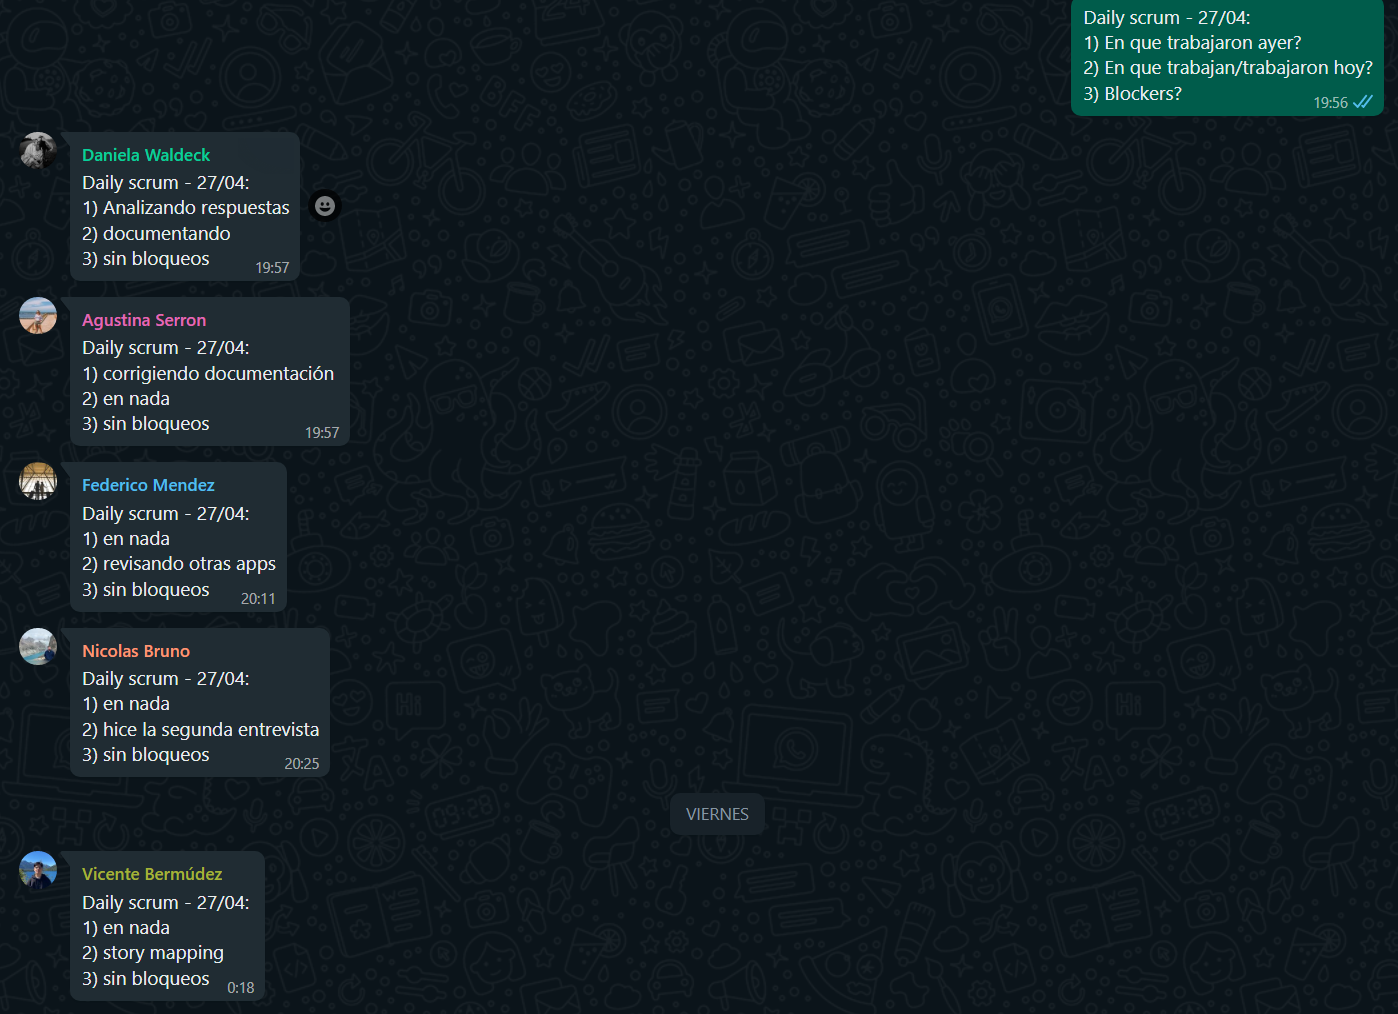 Daily scrum - 27/04:
1) En que trabajaron ayer?
2) En que trabajan/trabajaron hoy?
3) Blockers?
19:56
Daniela Waldeck
Daily scrum - 27/04:
1) Analizando respuestas
2) documentando
3) sin bloqueos
19:57
Agustina Serron
Daily scrum - 27/04:
1) corrigiendo documentación
2) en nada
3) sin bloqueos
19:57
Federico Mendez
Daily scrum - 27/04:
1) en nada
2) revisando otras apps
3) sin bloqueos
20:11
Nicolas Bruno
Daily scrum - 27/04:
1) en nada
2) hice la segunda entrevista
3) sin bloqueos
20:25
VIERNES
Vicente Bermúdez
Daily scrum - 27/04:
1) en nada
2) story mapping
3) sin bloqueos
0:18